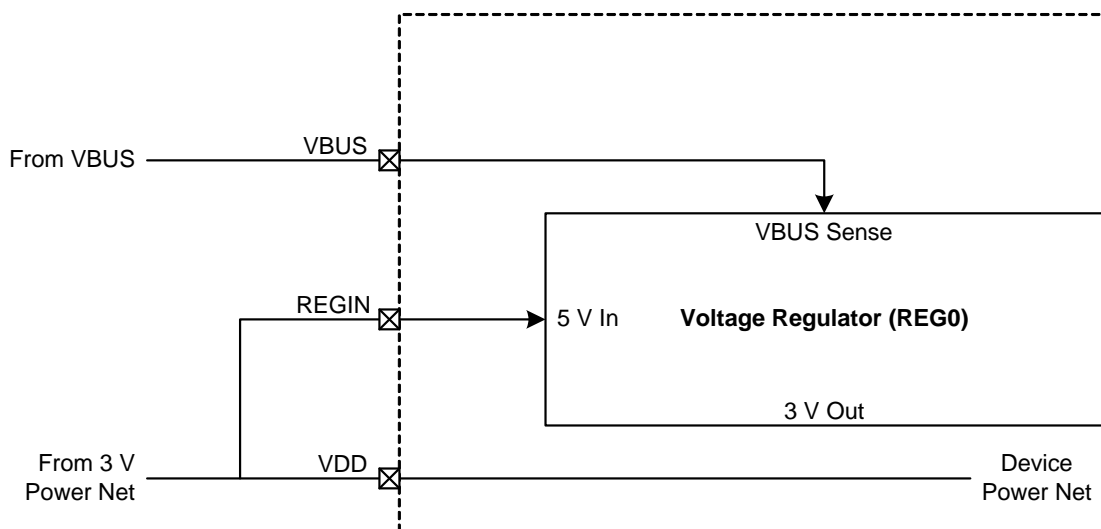 From VBUS
VBUS
VBUS Sense
REGIN
5 V In
Voltage Regulator (REG0)
3 V Out
From 3 V
Power Net
VDD
Device
Power Net